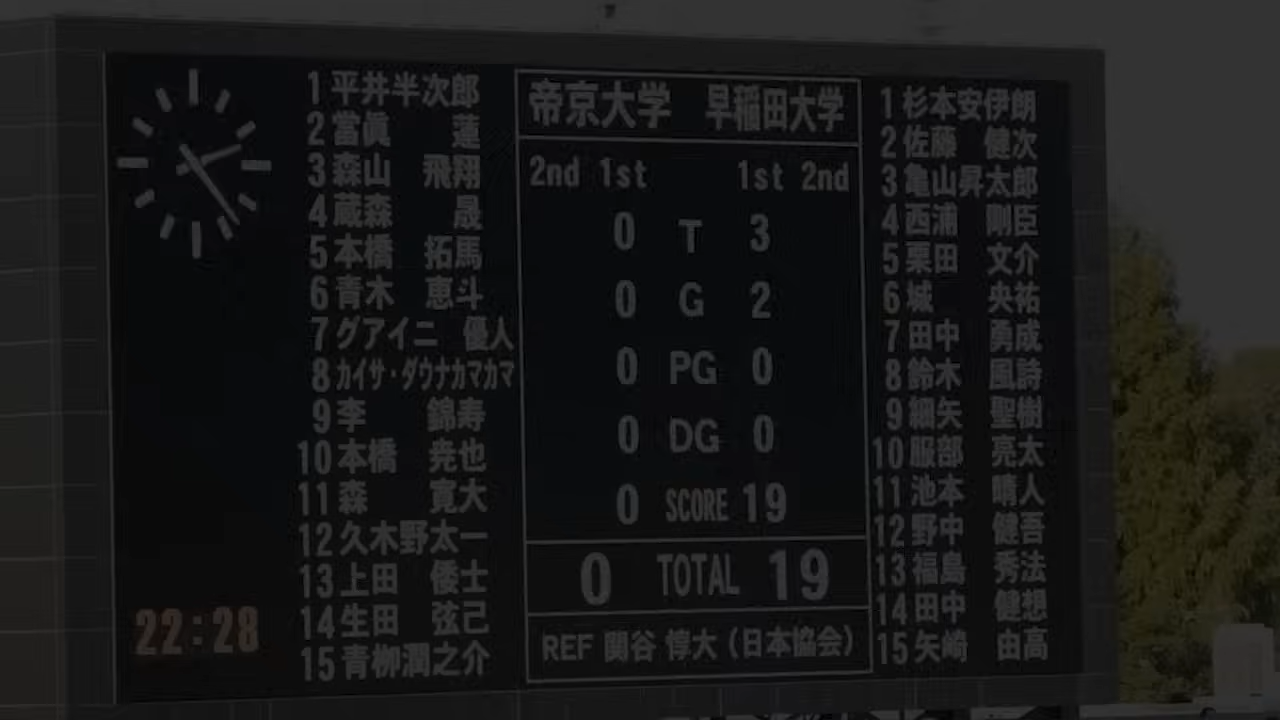 帝京大学 早稲田大学
2nd 1st 1st 2nd
0 T 3
0 G 2
0 PG 0
0 DG 0
0 SCORE 19
0 TOTAL 19
REF 関谷 惇大 (日本協会)
1 平井半次郎
2 當眞 蓮
3 森山 飛翔
4 蔵森 晟
5 本橋 拓馬
6 青木 恵斗
7 グアイニ 優人
8 カイサ・ダウナカマカマ
9 李 錦寿
10 本橋 尭也
11 森 寛大
12 久木野太一
13 上田 倭士
14 生田 弦己
15 青柳潤之介
1 杉本安伊朗
2 佐藤 健次
3 亀山昇太郎
4 西浦 剛臣
5 栗田 文介
6 城 央祐
7 田中 勇成
8 鈴木 風詩
9 細矢 聖樹
10 服部 亮太
11 池本 晴人
12 野中 健吾
13 福島 秀法
14 田中 健想
15 矢崎 由高
22:28